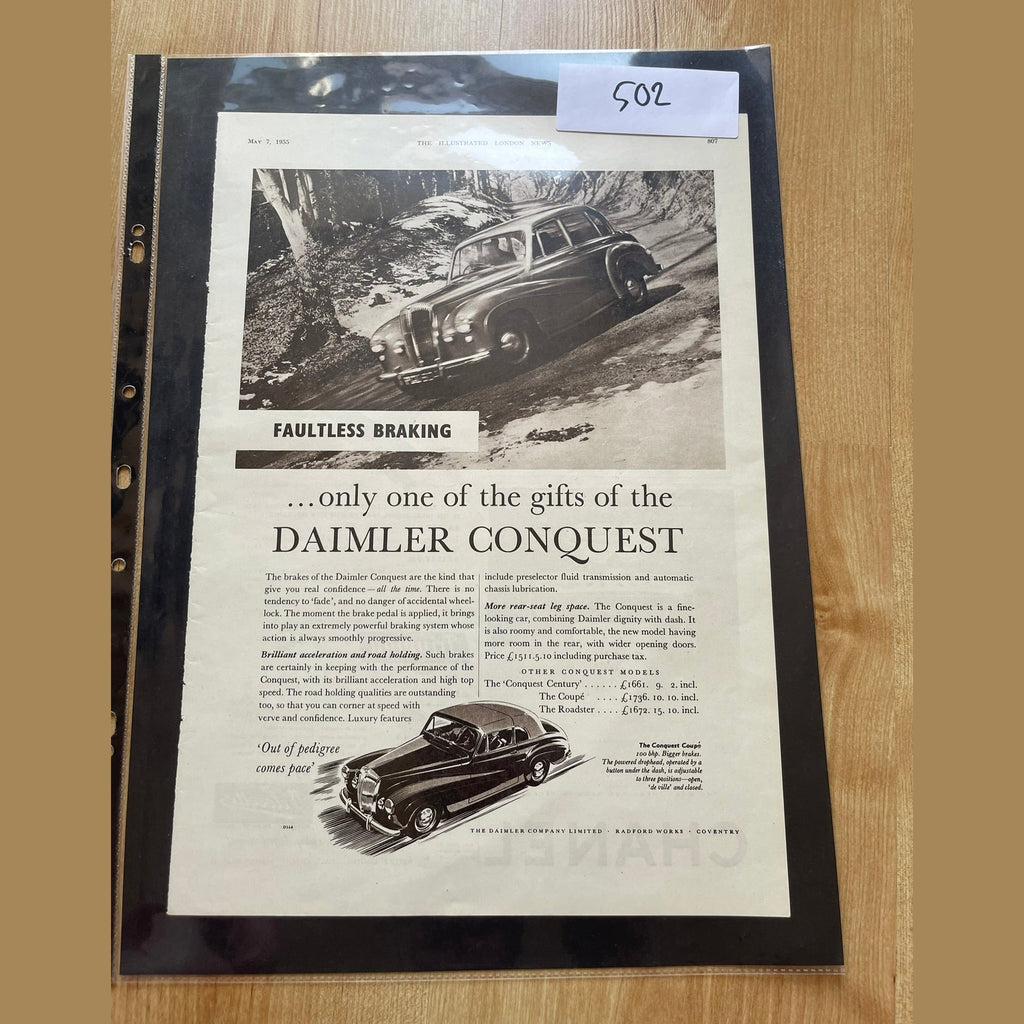 502
May 7, 1955 THE ILLUSTRATED LONDON NEWS 807
FAULTLESS BRAKING
...only one of the gifts of the
DAIMLER CONQUEST
The brakes of the Daimler Conquest are the kind that
give you real confidence—all the time. There is no
tendency to ‘fade’, and no danger of accidental wheel-
lock. The moment the brake pedal is applied, it brings
into play an extremely powerful braking system whose
action is always smoothly progressive.
Brilliant acceleration and road holding. Such brakes
are certainly in keeping with the performance of the
Conquest, with its brilliant acceleration and high top
speed. The road holding qualities are outstanding
too, so that you can corner at speed with
verve and confidence. Luxury features
include preselector fluid transmission and automatic
chassis lubrication.
More rear-seat leg space. The Conquest is a fine-
looking car, combining Daimler dignity with dash. It
is also roomy and comfortable, the new model having
more room in the rear, with wider opening doors.
Price £1511.5.10 including purchase tax.
OTHER CONQUEST MODELS
The ‘Conquest Century’ ...... £1661. 9. 2. incl.
The Coupé .... £1736. 10. 10. incl.
The Roadster .... £1672. 15. 10. incl.
‘Out of pedigree
comes pace’
The Conquest Coupé
100 bhp. Bigger brakes.
The powered drophead, operated by a
button under the dash, is adjustable
to three positions—open,
‘de ville’ and closed.
THE DAIMLER COMPANY LIMITED · RADFORD WORKS · COVENTRY
CHANEL